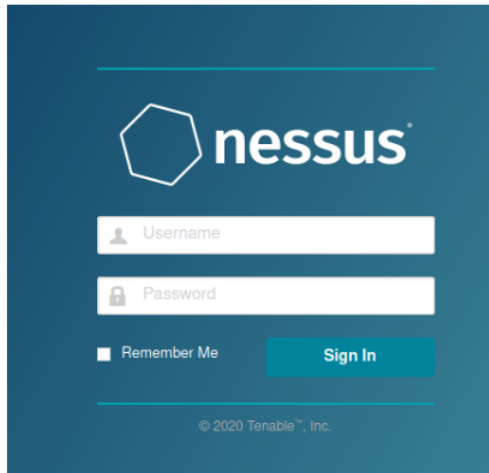 nessus®
Username
Password
Remember Me
Sign In
© 2020 Tenable™, Inc.